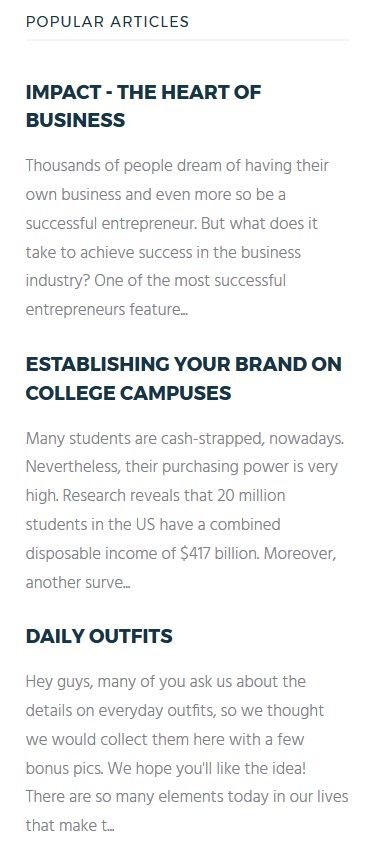 POPULAR ARTICLES
IMPACT - THE HEART OF
BUSINESS
Thousands of people dream of having their
own business and even more so be a
successful entrepreneur. But what does it
take to achieve success in the business
industry? One of the most successful
entrepreneurs feature...
ESTABLISHING YOUR BRAND ON
COLLEGE CAMPUSES
Many students are cash-strapped, nowadays.
Nevertheless, their purchasing power is very
high. Research reveals that 20 million
students in the US have a combined
disposable income of $417 billion. Moreover,
another surve...
DAILY OUTFITS
Hey guys, many of you ask us about the
details on everyday outfits, so we thought
we would collect them here with a few
bonus pics. We hope you'll like the idea!
There are so many elements today in our lives
that make t...